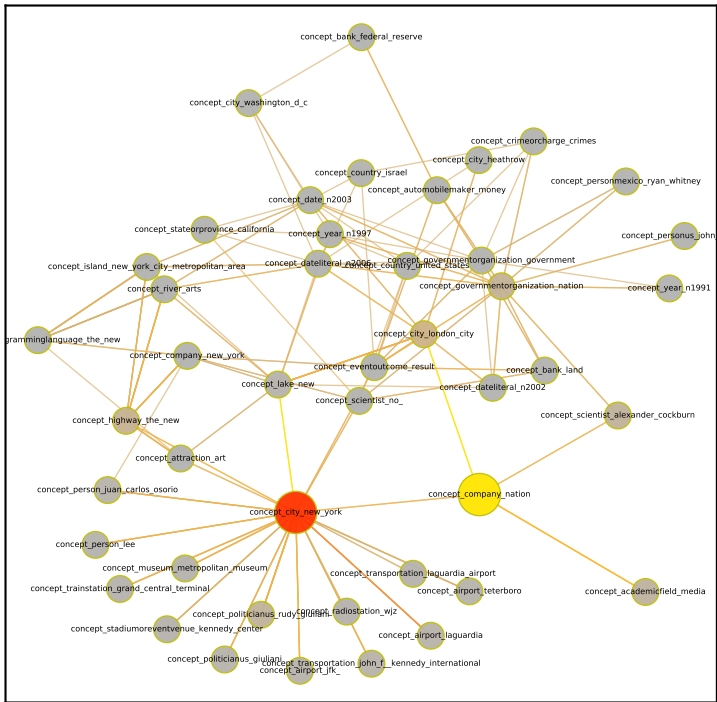 concept_bank_federal_reserve
concept_city_washington_d_c
concept_crimeorcharge_crimes
concept_city_heathrow
concept_country_israel
concept_personmexico_ryan_whitney
concept_automobilemaker_money
concept_date_n2003
concept_stateorprovince_california
concept_year_n1997
concept_personus_john_
concept_governmentorganization_government
concept_dateliteral_n2006
concept_country_united_states
concept_island_new_york_city_metropolitan_area
concept_governmentorganization_nation
concept_river_arts
concept_year_n1991
concept_city_london_city
gramminglanguage_the_new
concept_company_new_york
concept_eventoutcome_result
concept_bank_land
concept_lake_new
concept_dateliteral_n2002
concept_scientist_no_
concept_scientist_alexander_cockburn
concept_highway_the_new
concept_attraction_art
concept_person_juan_carlos_osorio
concept_company_nation
concept_city_new_york
concept_person_lee
concept_museum_metropolitan_museum
concept_transportation_laguardia_airport
concept_trainstation_grand_central_terminal
concept_airport_teterboro
concept_academicfield_media
concept_politicianus_rudy_giuliani
concept_radiostation_wjz
concept_stadiumoreventvenue_kennedy_center
concept_airport_laguardia
concept_politicianus_giuliani
concept_transportation_john_f__kennedy_international
concept_airport_jfk_